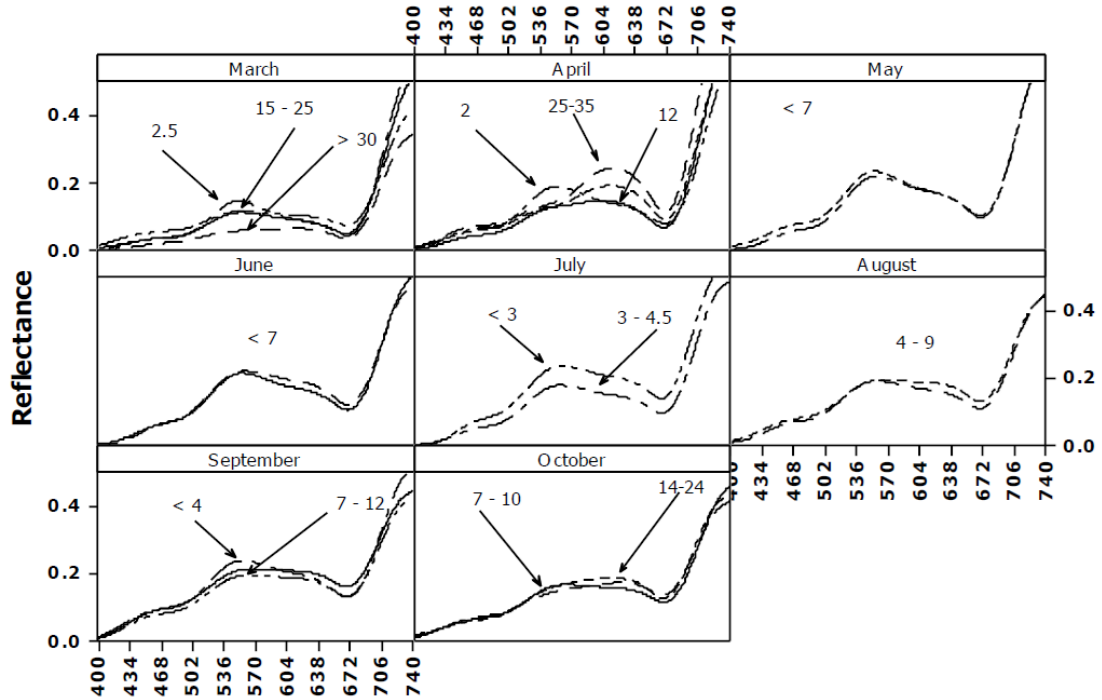 400 434 468 502 536 570 604 638 672 706 740
March April May
0.4 2.5 15 - 25 > 30 2 25-35 12 < 7
0.2
0.0
June July August
Reflectance < 7 < 3 3 - 4.5 4 - 9 0.4
0.2
0.0
September October
400 434 468 502 536 570 604 638 672 706 740
0.4 < 4 7 - 12 7 - 10 14-24
0.2
0.0
400 434 468 502 536 570 604 638 672 706 740